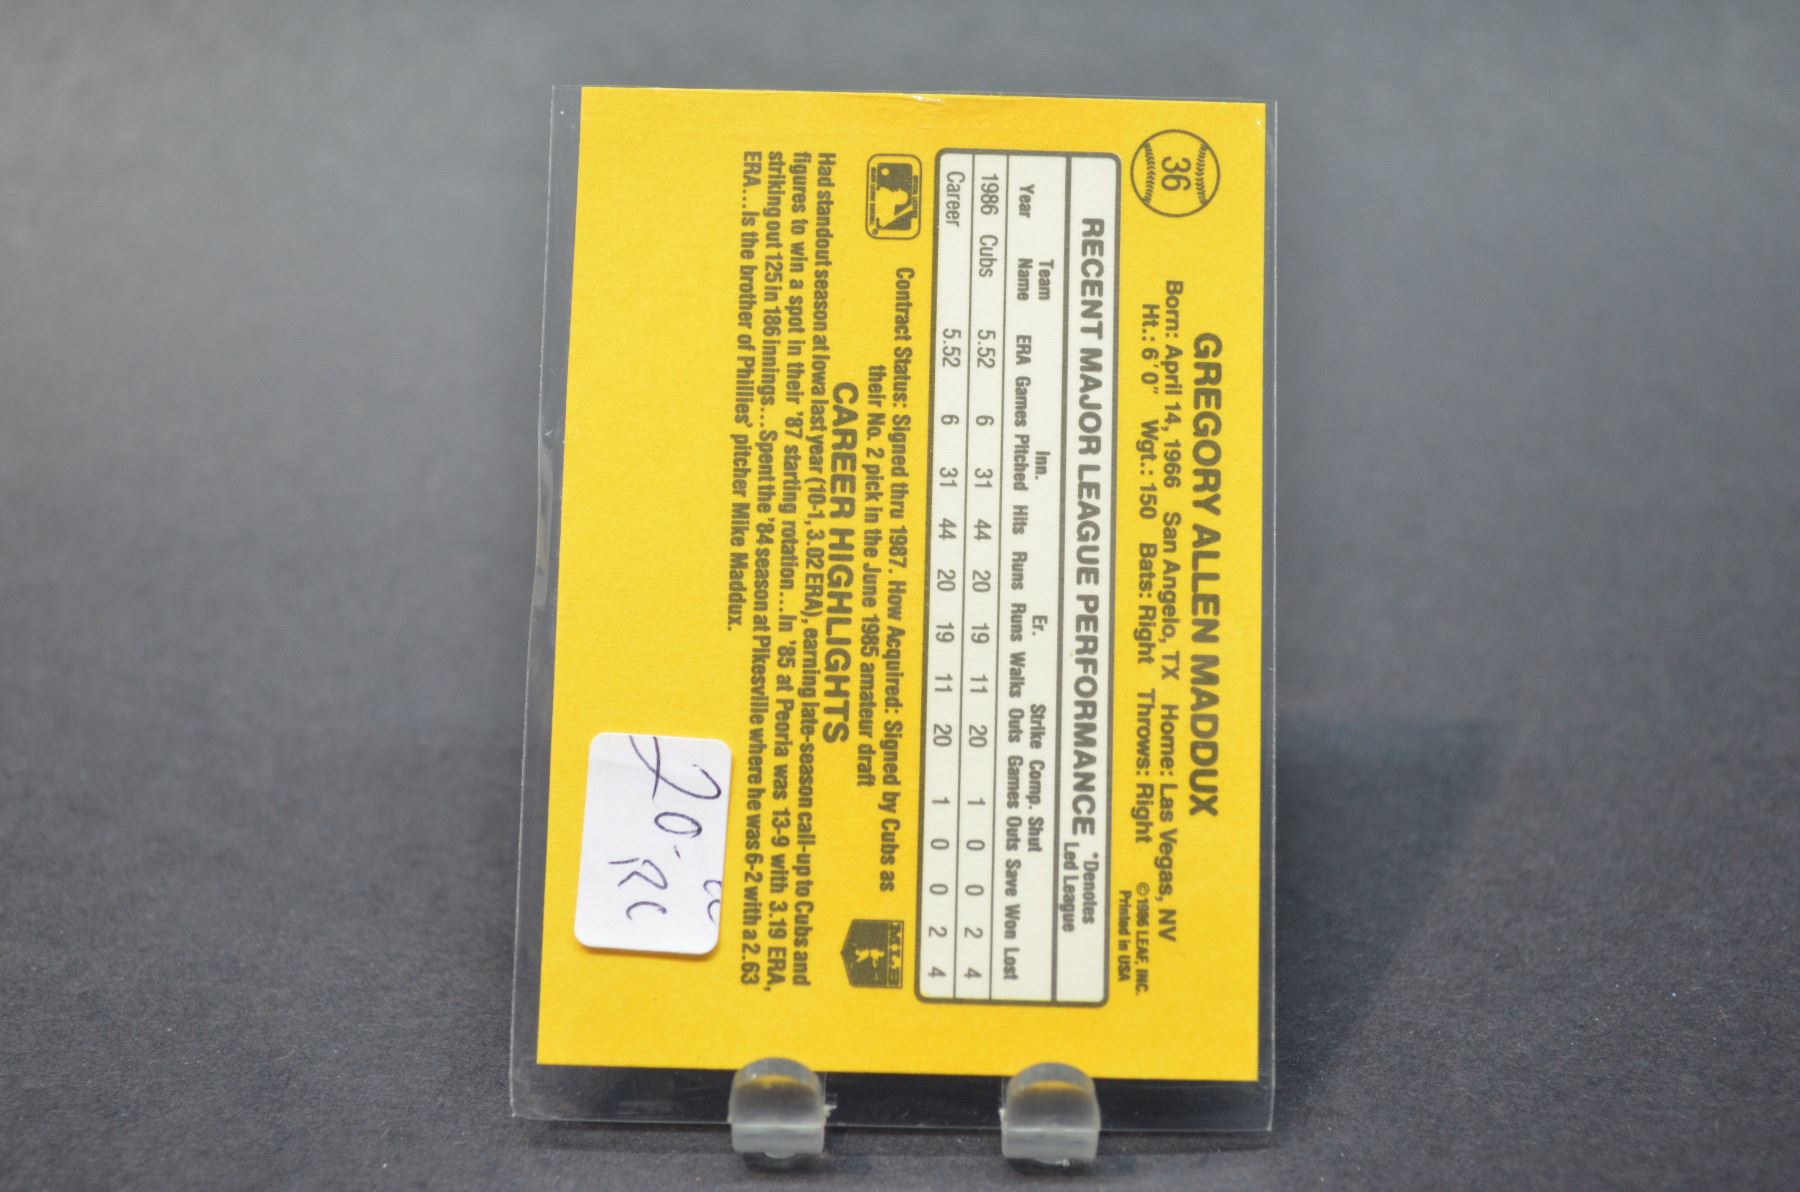 36
GREGORY ALLEN MADDUX
Born: April 14, 1966 San Angelo, TX Home: Las Vegas, NV
Ht.: 6'0" Wgt.: 150 Bats: Right Throws: Right
©1986 LEAF, INC.
Printed in USA
RECENT MAJOR LEAGUE PERFORMANCE
*Denotes
Led League
Team Inn. Er. Strike Comp. Shut
Year Name ERA Games Pitched Hits Runs Runs Walks Outs Games Outs Save Won Lost
1986 Cubs 5.52 6 31 44 20 19 11 20 1 0 0 2 4
Career 5.52 6 31 44 20 19 11 20 1 0 0 2 4
Contract Status: Signed thru 1987. How Acquired: Signed by Cubs as
their No. 2 pick in the June 1985 amateur draft
MLB
CAREER HIGHLIGHTS
Had standout season at Iowa last year (10-1, 3.02 ERA), earning late-season call-up to Cubs and
figures to win a spot in their '87 starting rotation...In '85 at Peoria was 13-9 with 3.19 ERA,
striking out 125 in 186 innings...Spent the '84 season at Pikesville where he was 6-2 with a 2.63
ERA...Is the brother of Phillies' pitcher Mike Maddux.
20-
RC